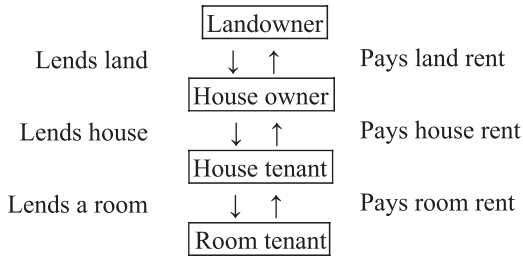 Landowner
Lends land ↓ ↑ Pays land rent
House owner
Lends house ↓ ↑ Pays house rent
House tenant
Lends a room ↓ ↑ Pays room rent
Room tenant